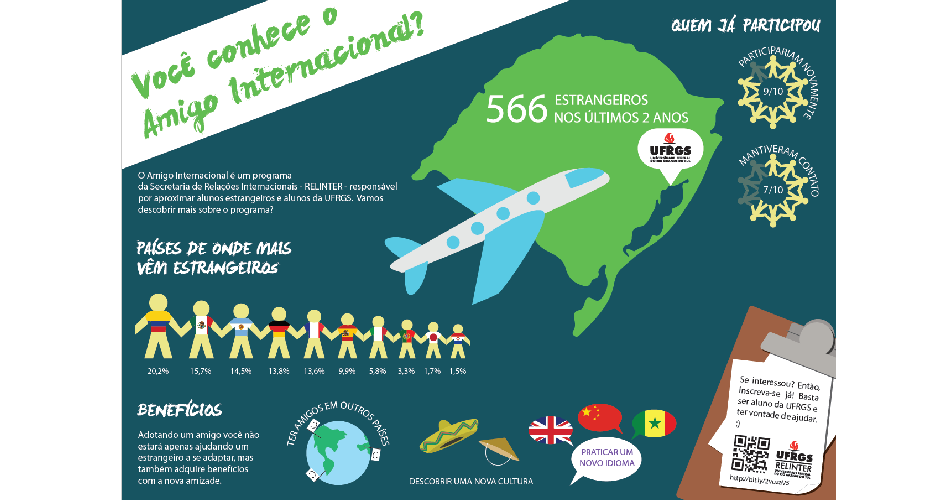 Você conhece o
Amigo Internacional?
O Amigo Internacional é um programa
da Secretaria de Relações Internacionais - RELINTER - responsável
por aproximar alunos estrangeiros e alunos da UFRGS. Vamos
descobrir mais sobre o programa?
566 ESTRANGEIROS
NOS ÚLTIMOS 2 ANOS
UFRGS
QUEM JÁ PARTICIPOU
PARTICIPARIAM NOVAMENTE
9/10
MANTIVERAM CONTATO
7/10
PAÍSES DE ONDE MAIS
VÊM ESTRANGEIROS
20,2% 15,7% 14,5% 13,8% 13,6% 9,9% 5,8% 3,3% 1,7% 1,5%
BENEFÍCIOS
Adotando um amigo você não
estará apenas ajudando um
estrangeiro a se adaptar, mas
também adquire benefícios
com a nova amizade.
TER AMIGOS EM OUTROS PAÍSES
DESCOBRIR UMA NOVA CULTURA
PRATICAR UM
NOVO IDIOMA
Se interessou? Então,
inscreva-se já! Basta
ser aluno da UFRGS e
ter vontade de ajudar.
:)
UFRGS
RELINTER